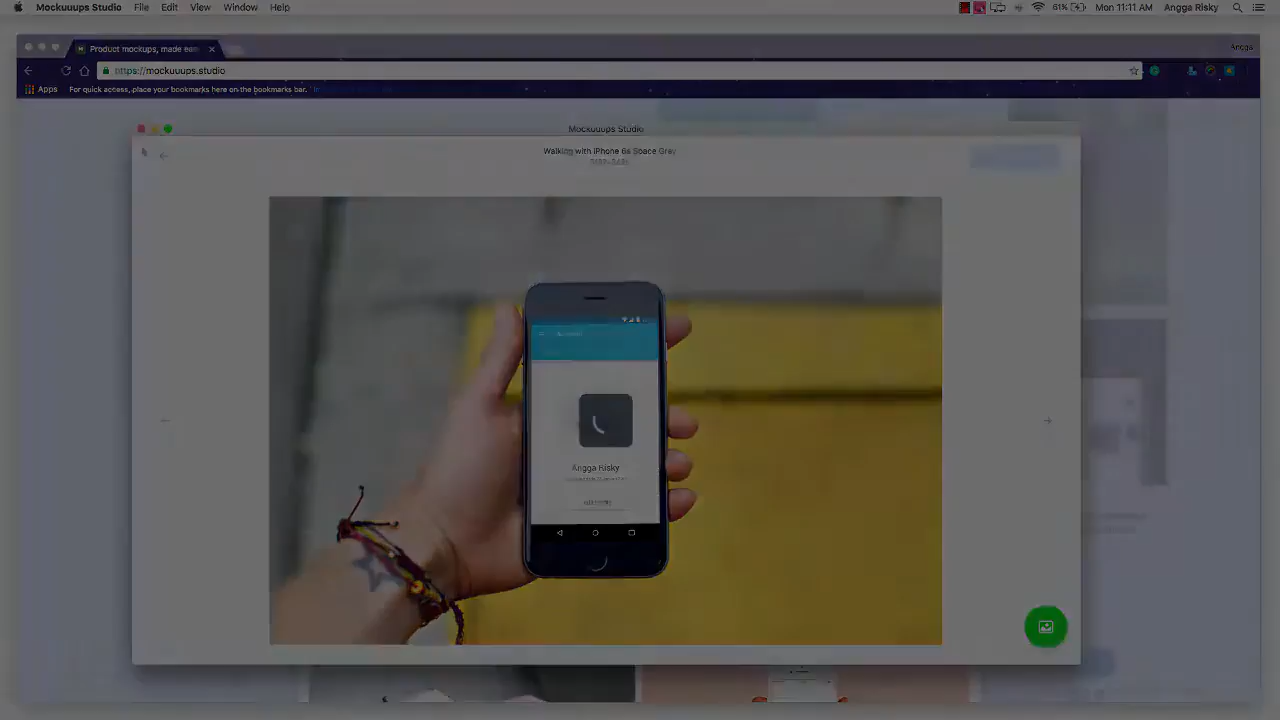 Mockuuups Studio File Edit View Window Help 61% Mon 11:11 AM Angga Risky
Product mockups, made eas Angga
https://mockuuups.studio
Apps For quick access, place your bookmarks here on the bookmarks bar.
Mockuuups Studio
Walking with iPhone 6s Space Grey
Angga Risky